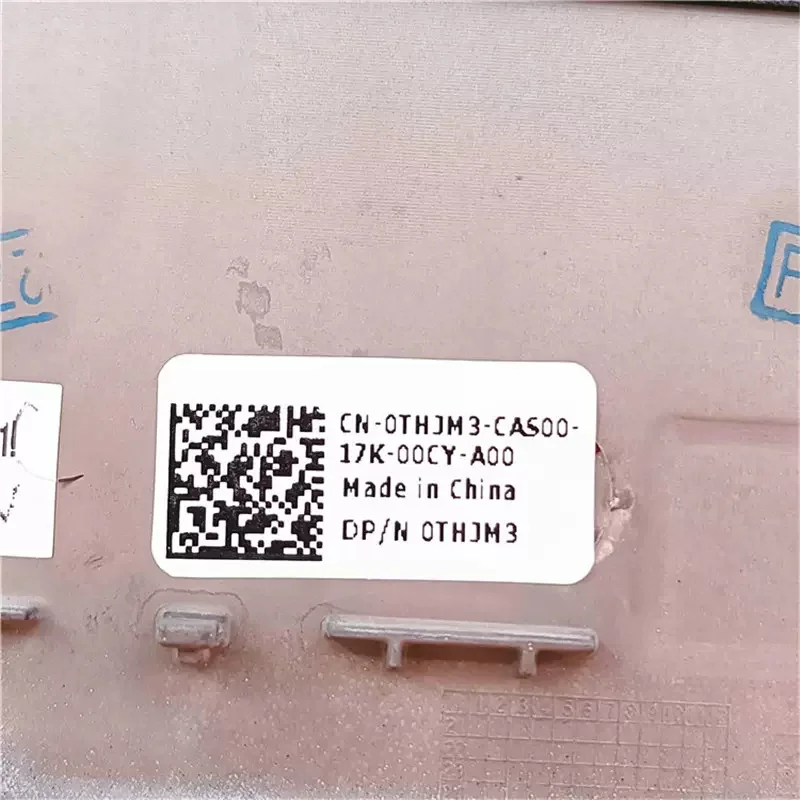 CN-0THJM3-CAS00-
17K-00CY-A00
Made in China
DP/N 0THJM3